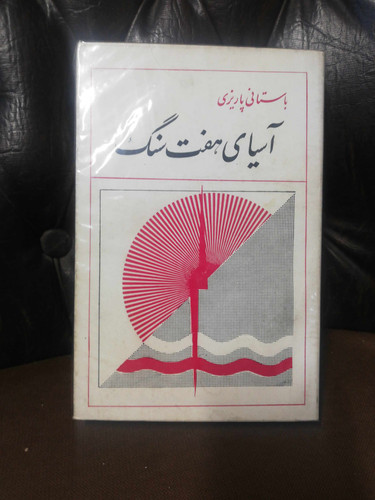 باستانی پاریزی
آسیای هفت سنگ